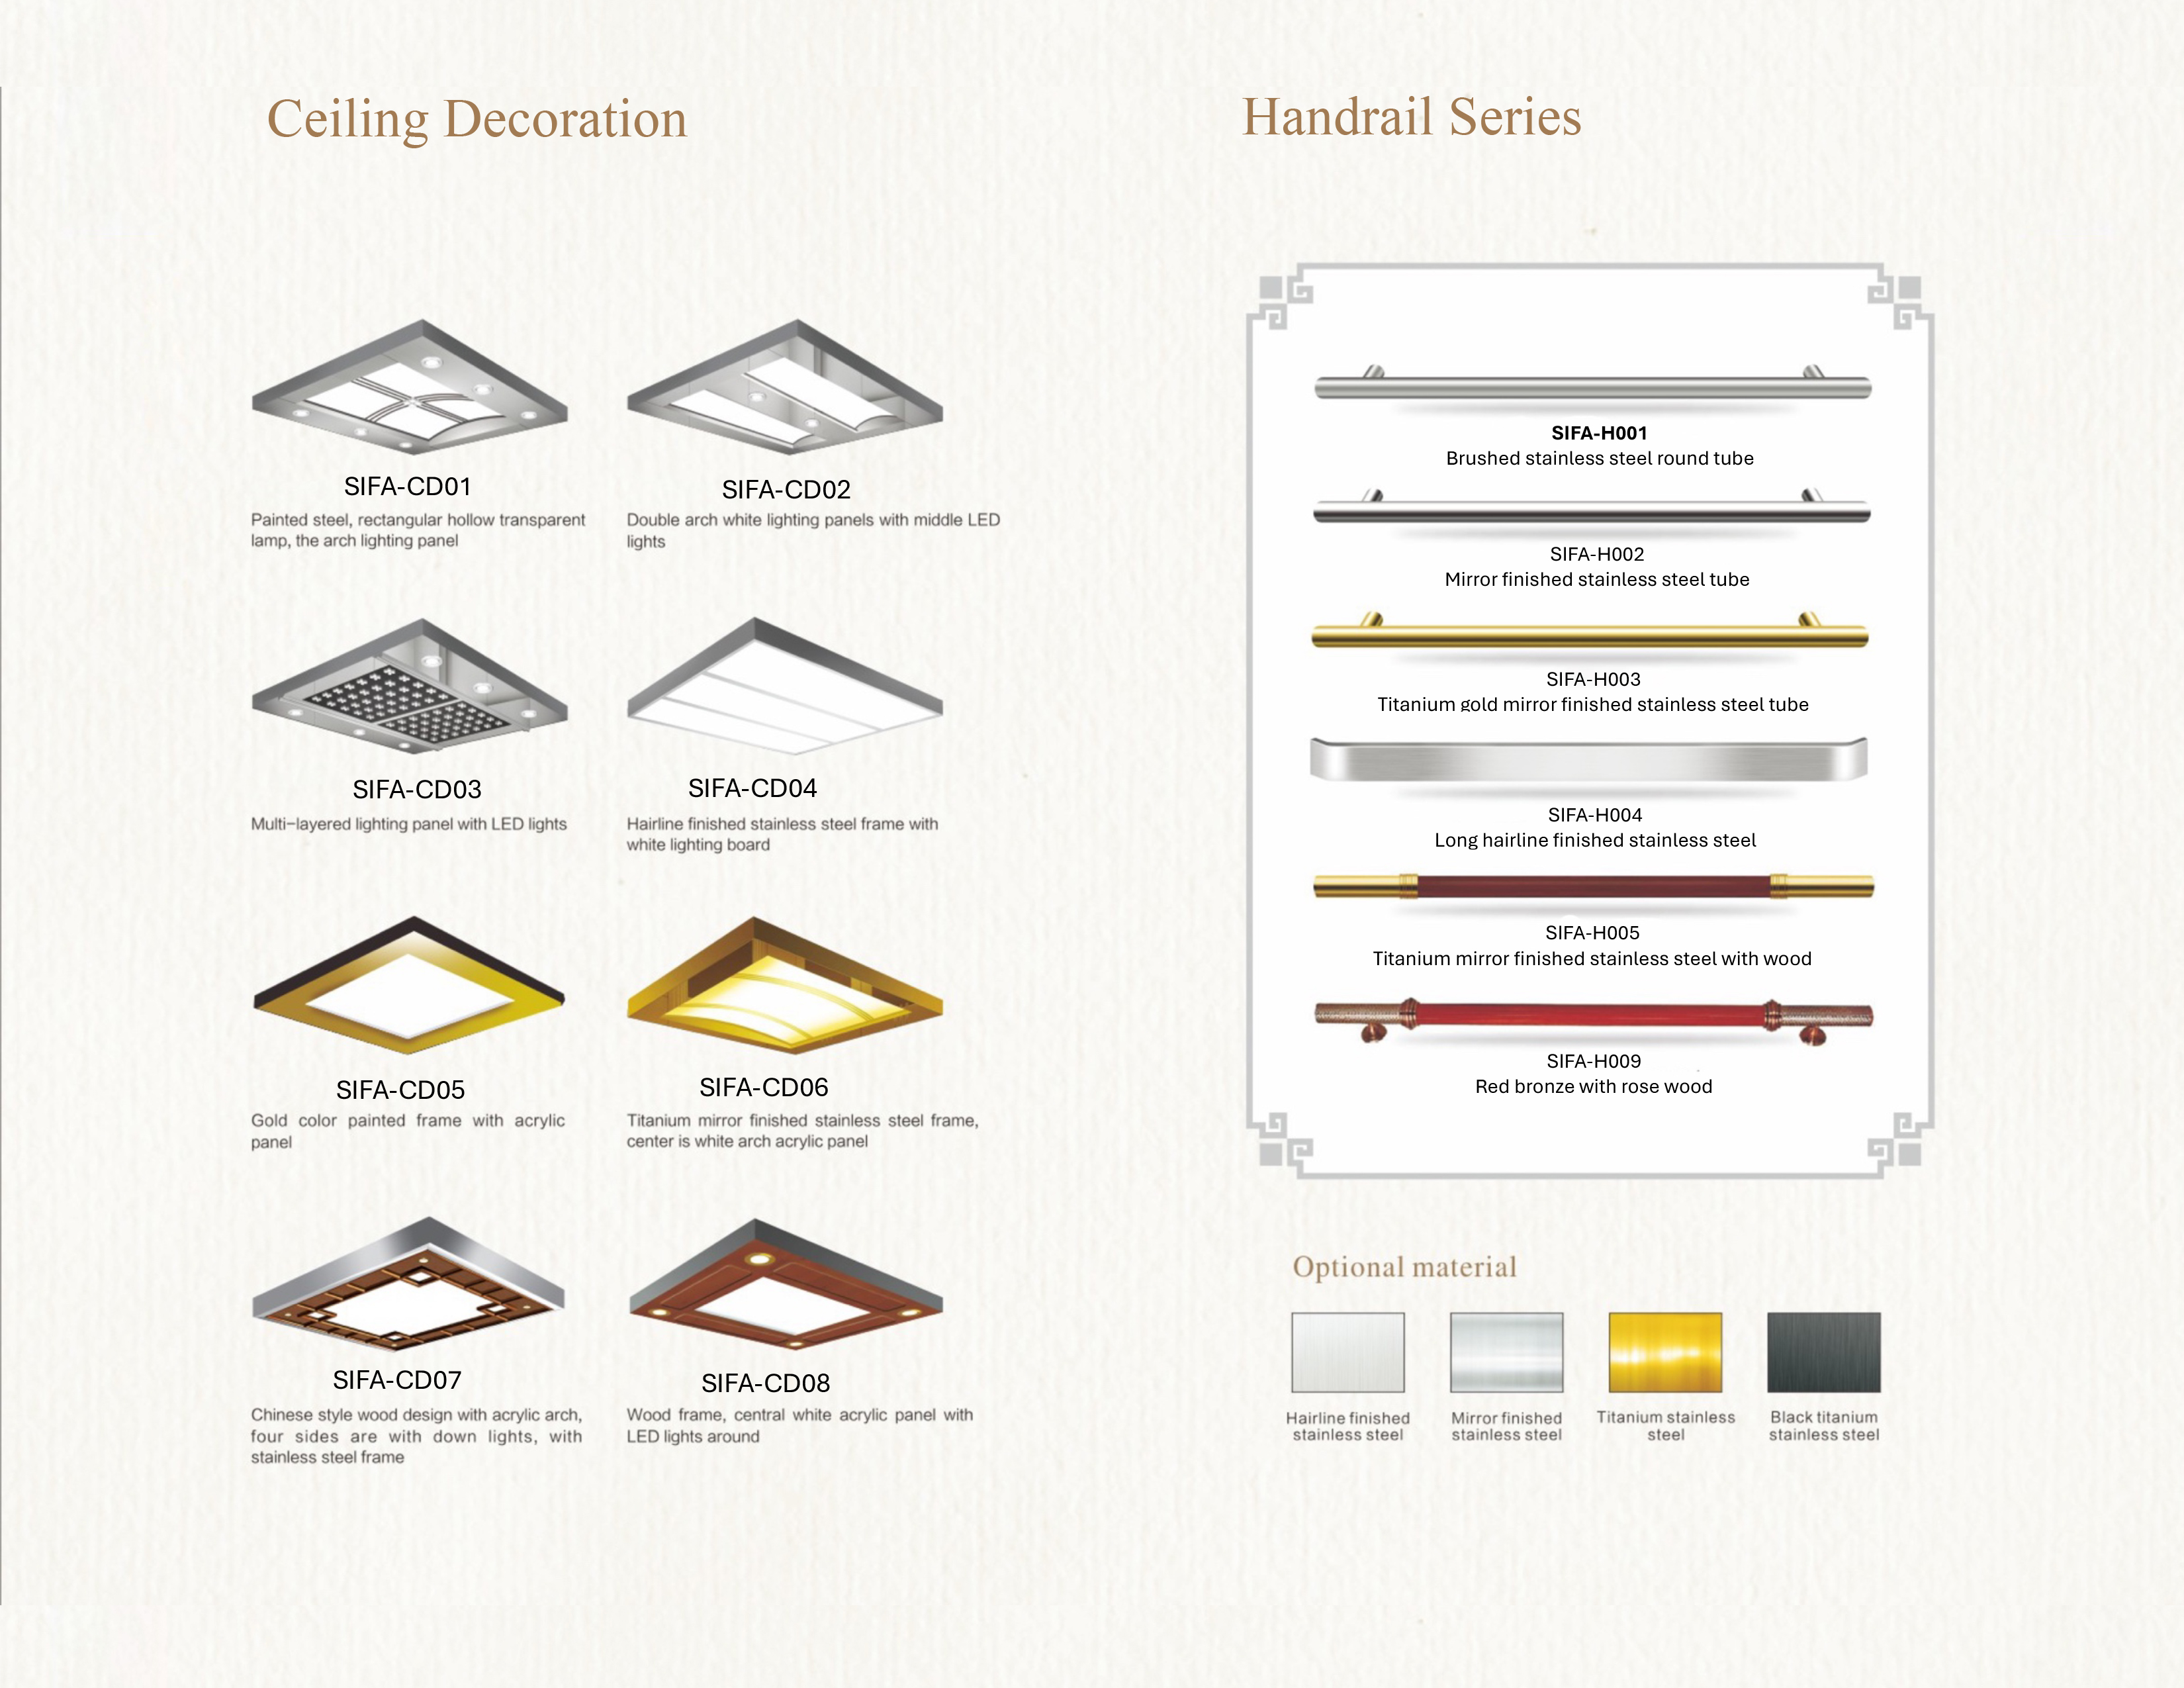 Ceiling Decoration
SIFA-CD01
Painted steel, rectangular hollow transparent
lamp, the arch lighting panel
SIFA-CD02
Double arch white lighting panels with middle LED
lights
SIFA-CD03
Multi-layered lighting panel with LED lights
SIFA-CD04
Hairline finished stainless steel frame with
white lighting board
SIFA-CD05
Gold color painted frame with acrylic
panel
SIFA-CD06
Titanium mirror finished stainless steel frame,
center is white arch acrylic panel
SIFA-CD07
Chinese style wood design with acrylic arch,
four sides are with down lights, with
stainless steel frame
SIFA-CD08
Wood frame, central white acrylic panel with
LED lights around
Handrail Series
SIFA-H001
Brushed stainless steel round tube
SIFA-H002
Mirror finished stainless steel tube
SIFA-H003
Titanium gold mirror finished stainless steel tube
SIFA-H004
Long hairline finished stainless steel
SIFA-H005
Titanium mirror finished stainless steel with wood
SIFA-H009
Red bronze with rose wood
Optional material
Hairline finished
stainless steel
Mirror finished
stainless steel
Titanium stainless
steel
Black titanium
stainless steel